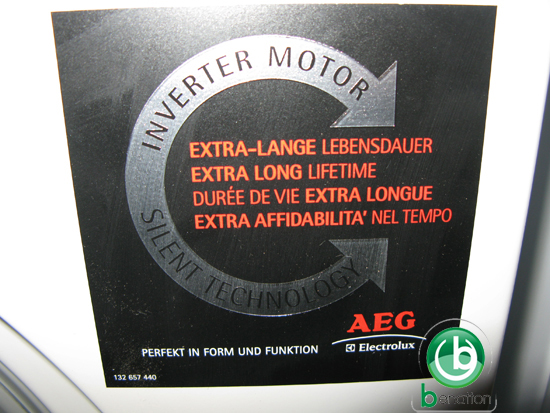 INVERTER MOTOR
EXTRA-LANGE LEBENSDAUER
EXTRA LONG LIFETIME
DURÉE DE VIE EXTRA LONGUE
EXTRA AFFIDABILITA' NEL TEMPO
SILENT TECHNOLOGY
AEG
Electrolux
PERFEKT IN FORM UND FUNKTION
132 657 440